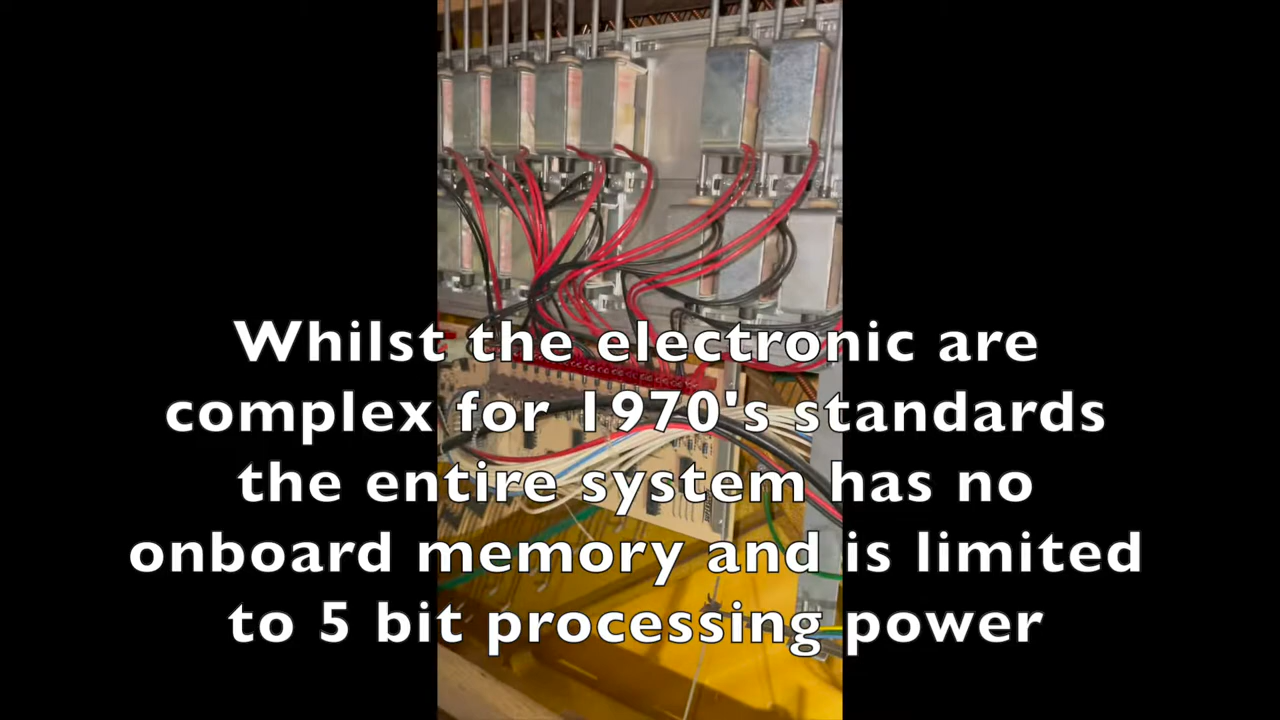 Whilst the electronic are
complex for 1970's standards
the entire system has no
onboard memory and is limited
to 5 bit processing power